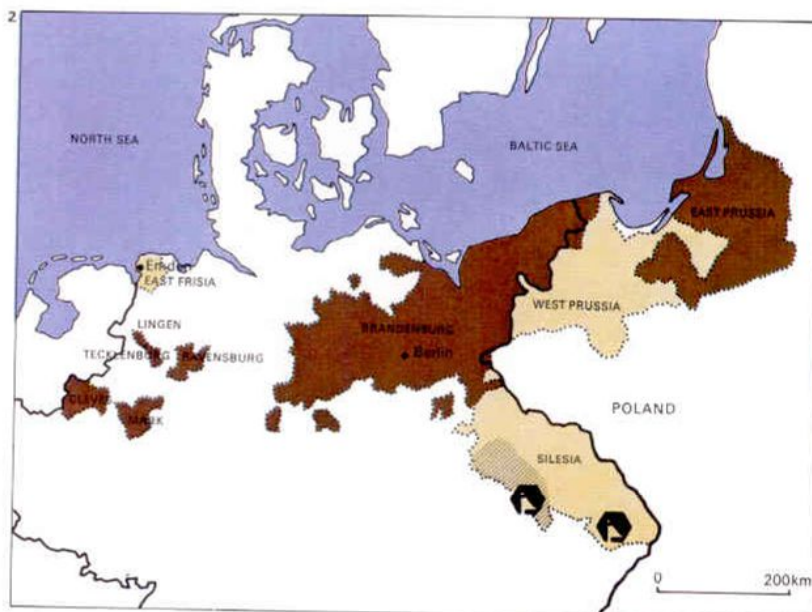 2
NORTH SEA
BALTIC SEA
EAST PRUSSIA
Emden
EAST FRISIA
WEST PRUSSIA
LINGEN
BRANDENBURG
TECKLENBURG
RAVENSBURG
Berlin
CLEVES
MARK
POLAND
SILESIA
0 200km